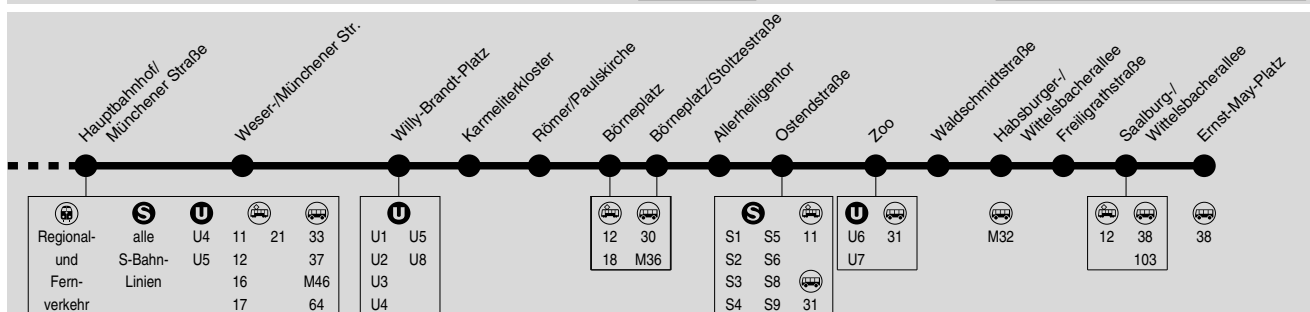 Hauptbahnhof/
Münchener Straße
Weser-/Münchener Str.
Willy-Brandt-Platz
Karmeliterkloster
Römer/Paulskirche
Börneplatz
Börneplatz/Stoltzestraße
Allerheiligentor
Ostendstraße
Zoo
Waldschmidtstraße
Habsburger-/
Wittelsbacherallee
Freiligrathstraße
Saalburg-/
Wittelsbacherallee
Ernst-May-Platz
S U U S U
Regional- alle U4 11 21 33 U1 U5 12 30 S1 S5 11 U6 31 M32 12 38 38
und S-Bahn- U5 12 37 U2 U8 18 M36 S2 S6 U7 103
Fern- Linien 16 M46 U3 S3 S8
verkehr 17 64 U4 S4 S9 31